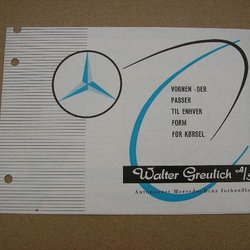 VOGNEN - DER
PASSER
TIL ENHVER
FORM
FOR KØRSEL
Walter Greulich A/S
Autoriseret Mercedes-Benz forhandler